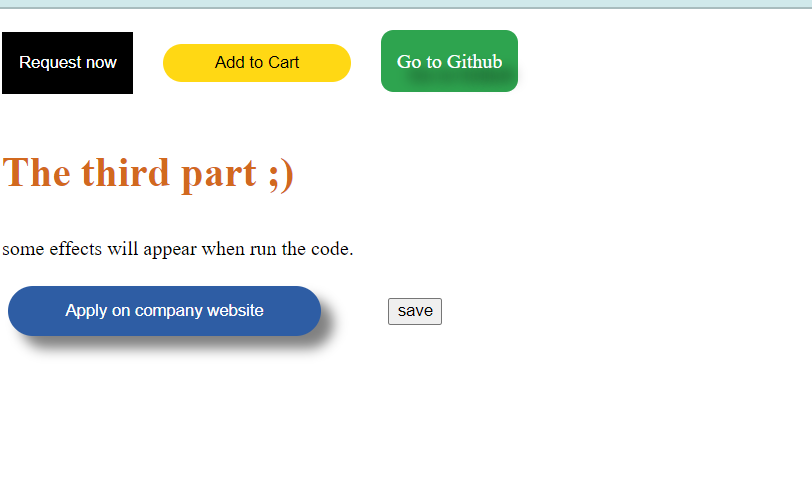 Request now Add to Cart Go to Github
The third part ;)
some effects will appear when run the code.
Apply on company website save